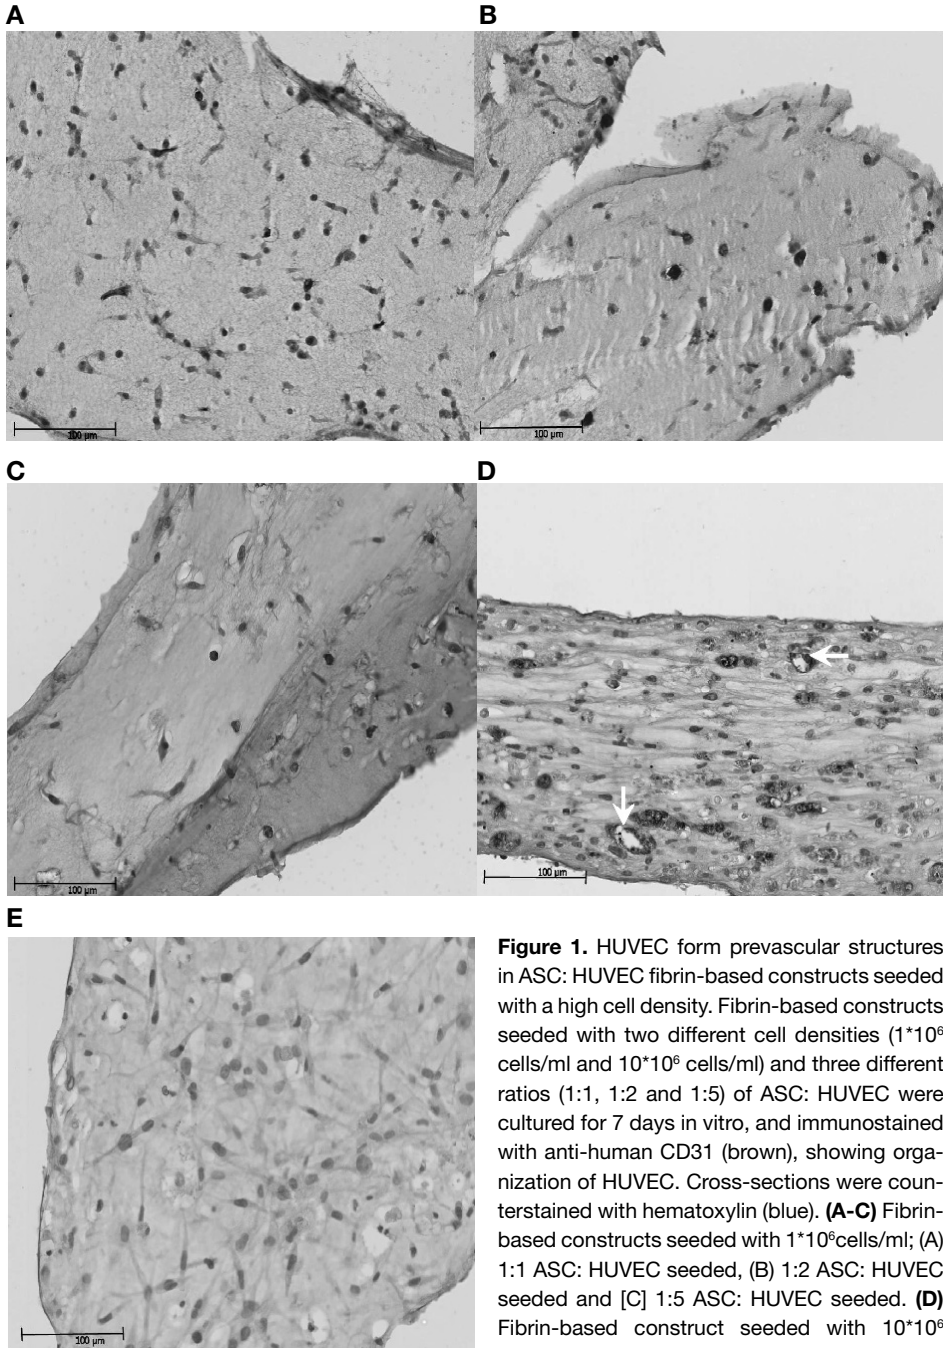 A
B
100 µm
100 µm
C
D
100 µm
100 µm
E
100 µm
Figure 1. HUVEC form prevascular structures
in ASC: HUVEC fibrin-based constructs seeded
with a high cell density. Fibrin-based constructs
seeded with two different cell densities (1*10⁶
cells/ml and 10*10⁶ cells/ml) and three different
ratios (1:1, 1:2 and 1:5) of ASC: HUVEC were
cultured for 7 days in vitro, and immunostained
with anti-human CD31 (brown), showing orga-
nization of HUVEC. Cross-sections were coun-
terstained with hematoxylin (blue). (A-C) Fibrin-
based constructs seeded with 1*10⁶cells/ml; (A)
1:1 ASC: HUVEC seeded, (B) 1:2 ASC: HUVEC
seeded and [C] 1:5 ASC: HUVEC seeded. (D)
Fibrin-based construct seeded with 10*10⁶